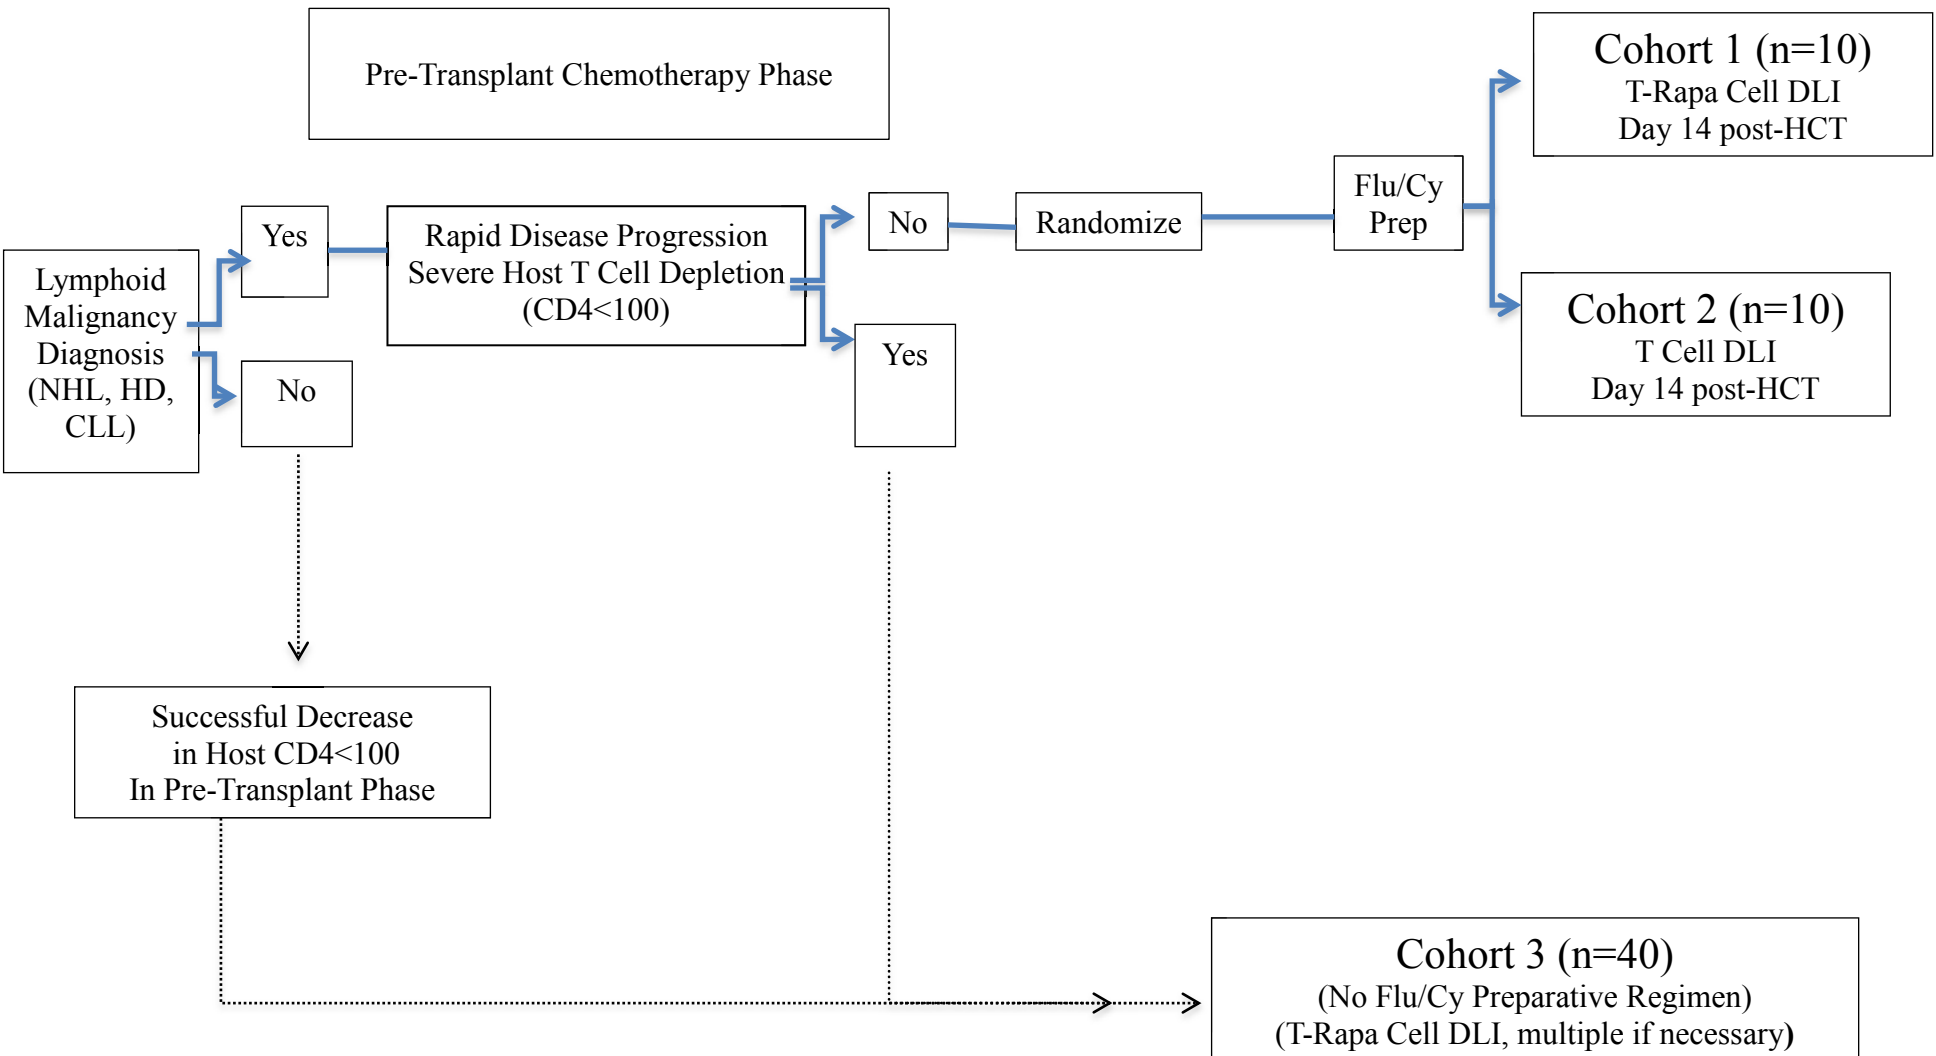 Pre-Transplant Chemotherapy Phase
Cohort 1 (n=10)
T-Rapa Cell DLI
Day 14 post-HCT
Lymphoid
Malignancy
Diagnosis
(NHL, HD,
CLL)
Yes
No
Rapid Disease Progression
Severe Host T Cell Depletion
(CD4<100)
No
Yes
Randomize
Flu/Cy
Prep
Cohort 2 (n=10)
T Cell DLI
Day 14 post-HCT
Successful Decrease
in Host CD4<100
In Pre-Transplant Phase
Cohort 3 (n=40)
(No Flu/Cy Preparative Regimen)
(T-Rapa Cell DLI, multiple if necessary)